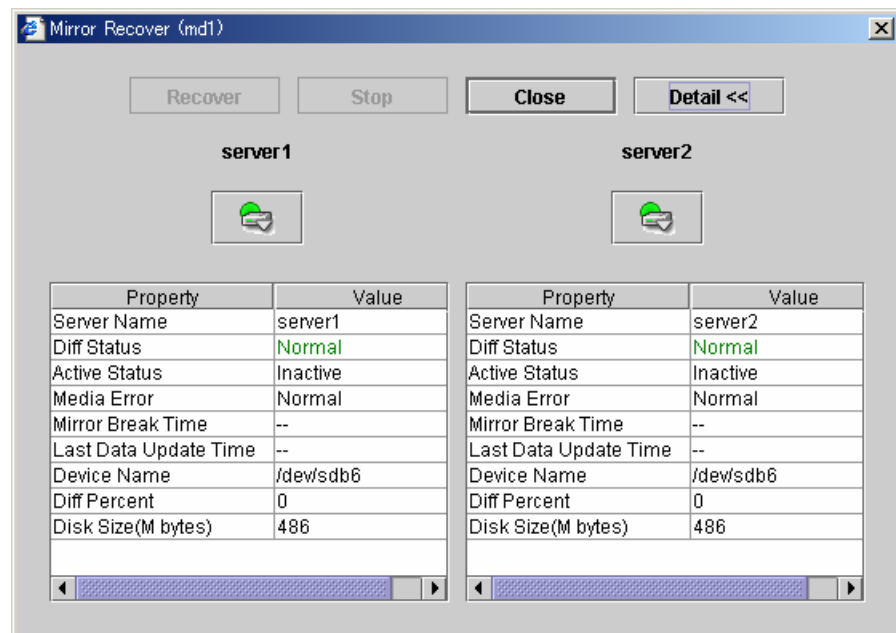 Mirror Recover (md1)
Recover Stop Close Detail <<
server1 server2
Property Value
Server Name server1
Diff Status Normal
Active Status Inactive
Media Error Normal
Mirror Break Time --
Last Data Update Time --
Device Name /dev/sdb6
Diff Percent 0
Disk Size(M bytes) 486
Property Value
Server Name server2
Diff Status Normal
Active Status Inactive
Media Error Normal
Mirror Break Time --
Last Data Update Time --
Device Name /dev/sdb6
Diff Percent 0
Disk Size(M bytes) 486